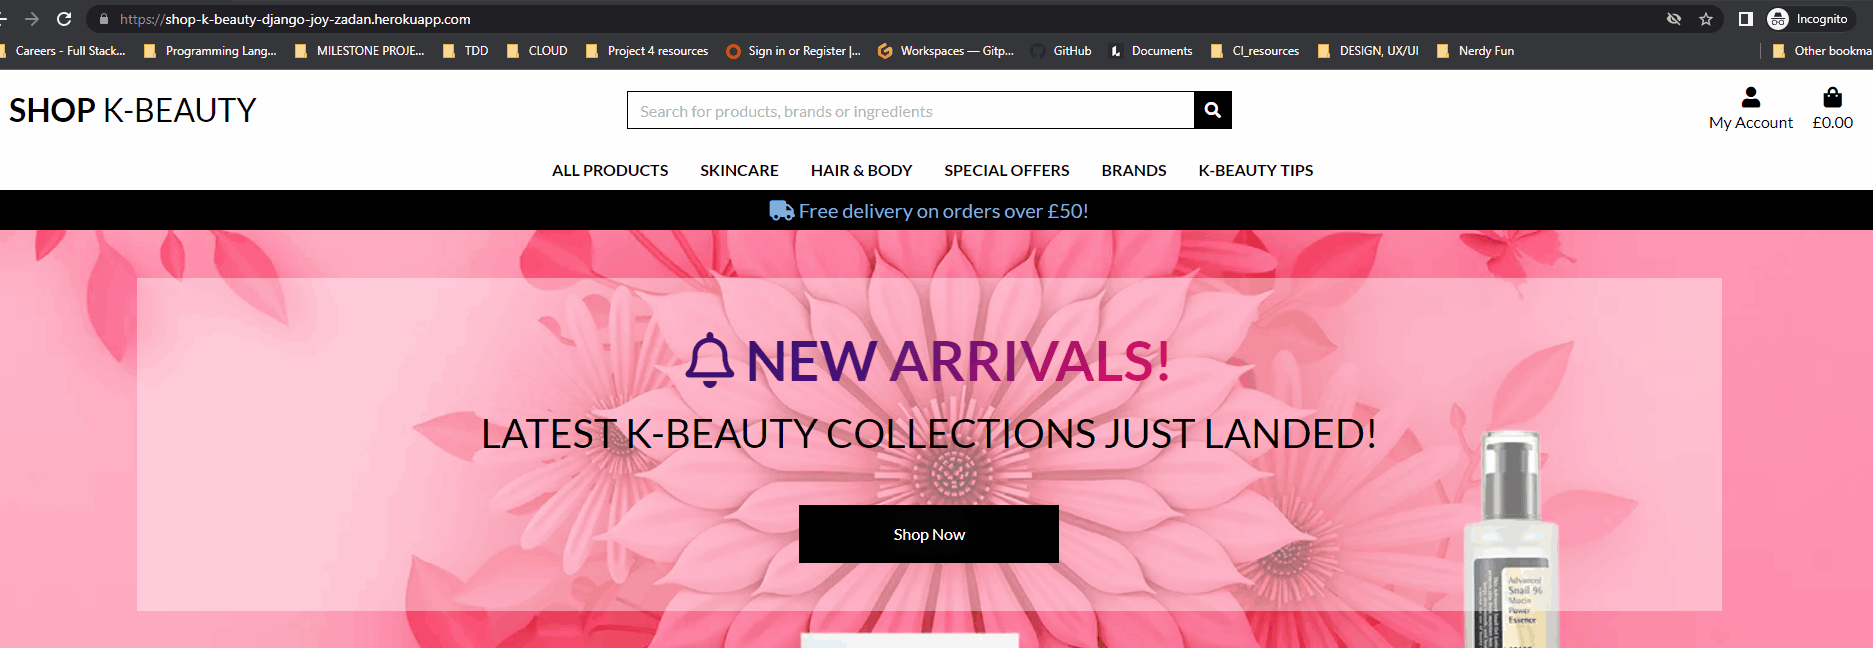 https://shop-k-beauty-django-joy-zadan.herokuapp.com
Incognito
Careers - Full Stack... Programming Lang... MILESTONE PROJE... TDD CLOUD Project 4 resources Sign in or Register |... Workspaces — Gitp... GitHub Documents CI_resources DESIGN, UX/UI Nerdy Fun Other bookma
SHOP K-BEAUTY
Search for products, brands or ingredients
My Account £0.00
ALL PRODUCTS SKINCARE HAIR & BODY SPECIAL OFFERS BRANDS K-BEAUTY TIPS
Free delivery on orders over £50!
NEW ARRIVALS!
LATEST K-BEAUTY COLLECTIONS JUST LANDED!
Shop Now
Advanced
Snail 96
Mucin
Power
Essence